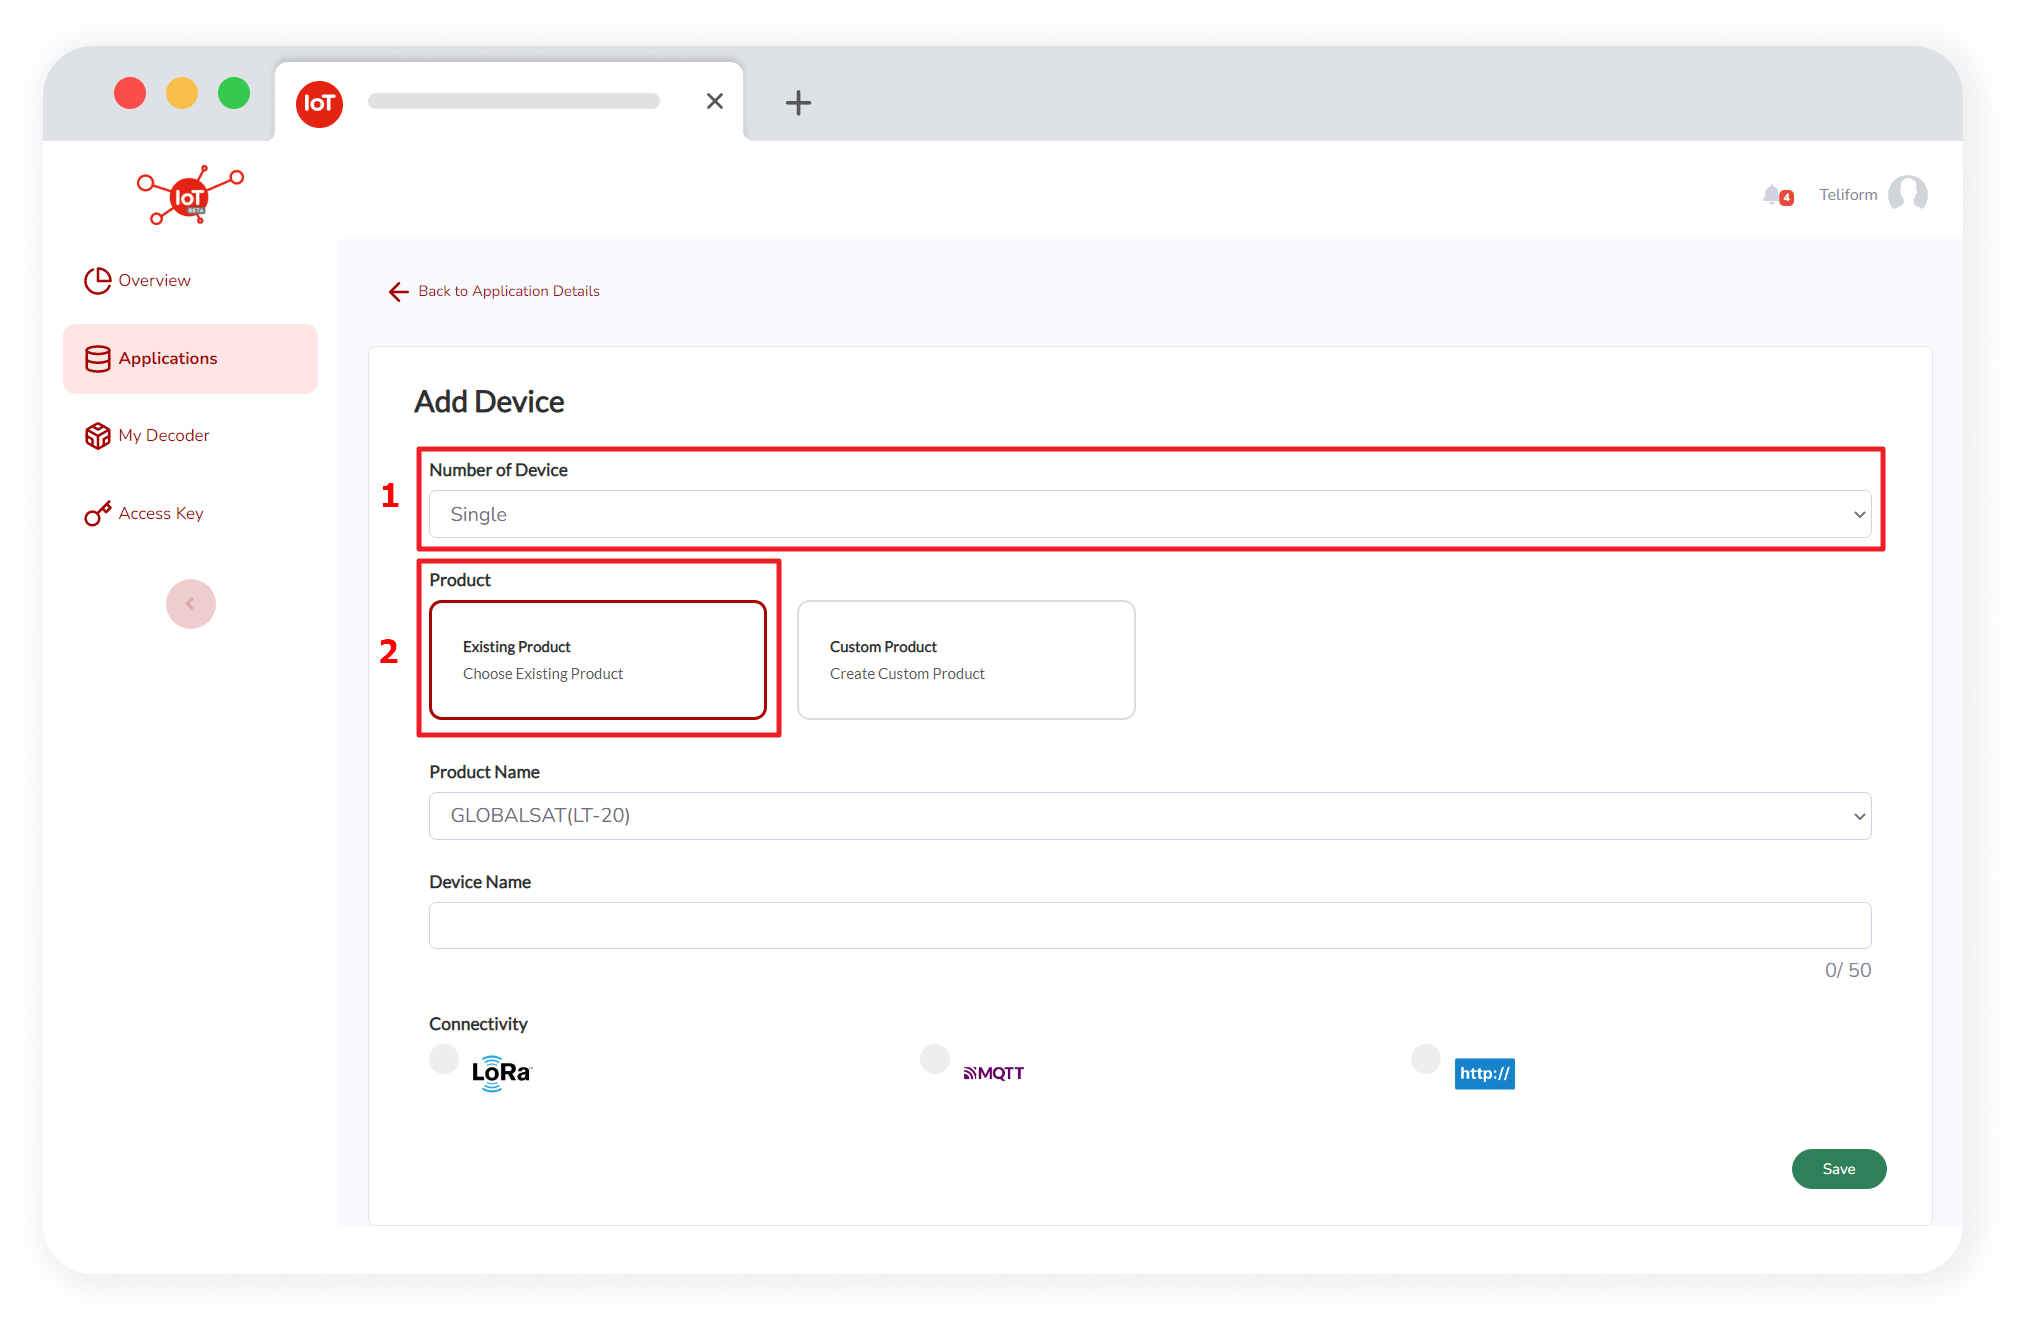 IoT
IoT
BETA
4
Teliform
Overview
Applications
My Decoder
Access Key
Back to Application Details
Add Device
1
Number of Device
Single
2
Product
Existing Product
Choose Existing Product
Custom Product
Create Custom Product
Product Name
GLOBALSAT(LT-20)
Device Name
0/ 50
Connectivity
LoRa
MQTT
http://
Save